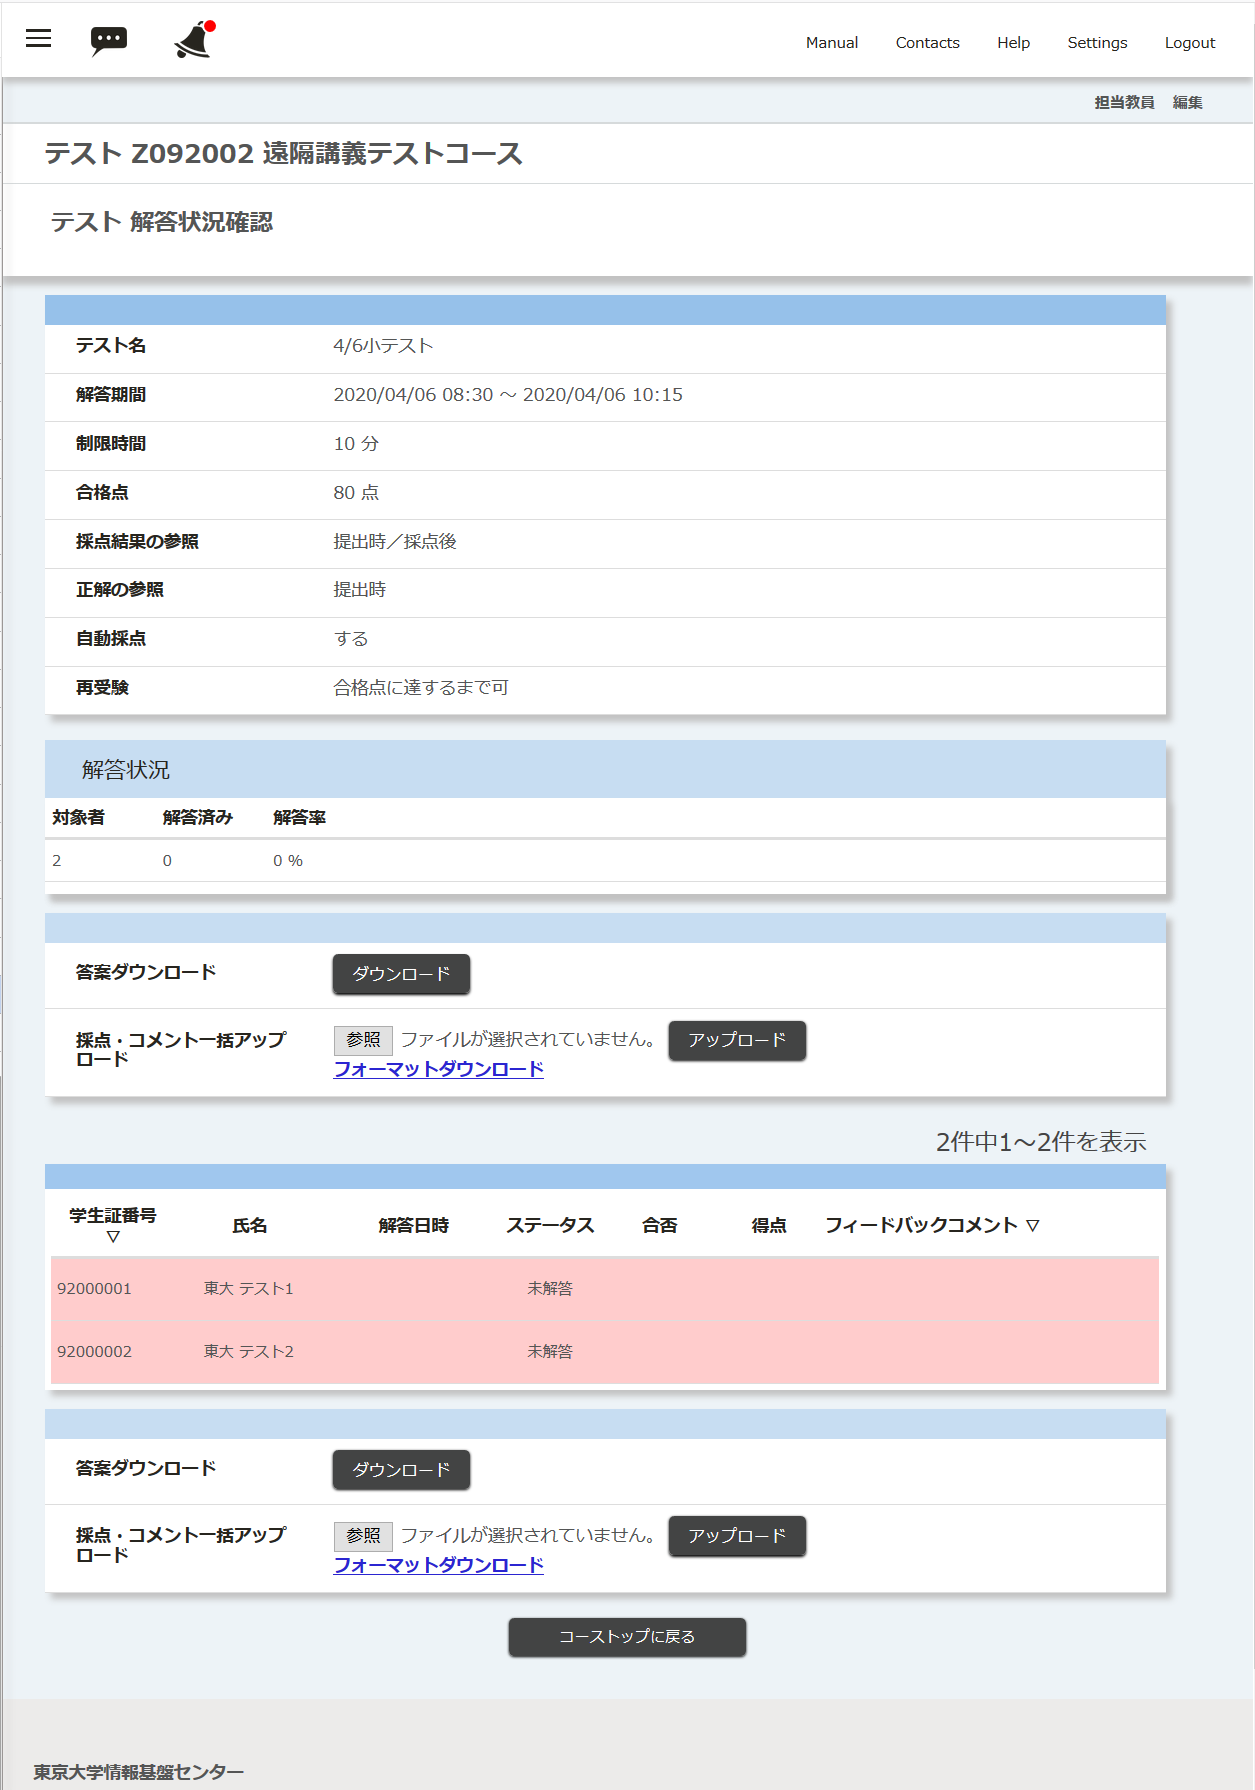 Manual Contacts Help Settings Logout
担当教員 編集
テスト Z092002 遠隔講義テストコース
テスト 解答状況確認
テスト名 4/6小テスト
解答期間 2020/04/06 08:30 ～ 2020/04/06 10:15
制限時間 10 分
合格点 80 点
採点結果の参照 提出時／採点後
正解の参照 提出時
自動採点 する
再受験 合格点に達するまで可
解答状況
対象者 解答済み 解答率
2 0 0 %
答案ダウンロード ダウンロード
採点・コメント一括アップ
ロード
参照 ファイルが選択されていません。 アップロード
フォーマットダウンロード
2件中1～2件を表示
学生証番号 ▽ 氏名 解答日時 ステータス 合否 得点 フィードバックコメント ▽
92000001 東大 テスト1 未解答
92000002 東大 テスト2 未解答
答案ダウンロード ダウンロード
採点・コメント一括アップ
ロード
参照 ファイルが選択されていません。 アップロード
フォーマットダウンロード
コーストップに戻る
東京大学情報基盤センター